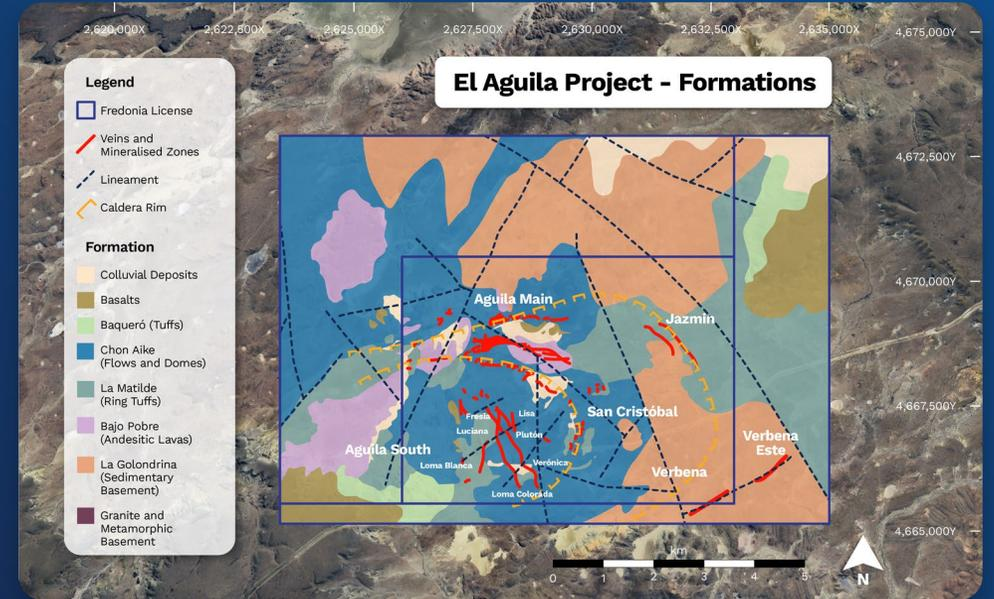 2,620,000X
2,622,500X
2,625,000X
2,627,500X
2,630,000X
2,632,500X
2,635,000X
4,675,000Y
El Aguila Project - Formations
Legend
Fredonia License
Veins and
Mineralised Zones
Lineament
Caldera Rim
Formation
Colluvial Deposits
Basalts
Baqueró (Tuffs)
Chon Aike
(Flows and Domes)
La Matilde
(Ring Tuffs)
Bajo Pobre
(Andesitic Lavas)
La Golondrina
(Sedimentary
Basement)
Granite and
Metamorphic
Basement
4,672,500Y
4,670,000Y
4,667,500Y
4,665,000Y
Aguila Main
Jazmin
San Cristóbal
Fresia
Lisa
Luciana
Plutón
Aguila South
Loma Blanca
Verónica
Verbena
Verbena
Este
Loma Colorada
km
0
1
2
3
4
5
N